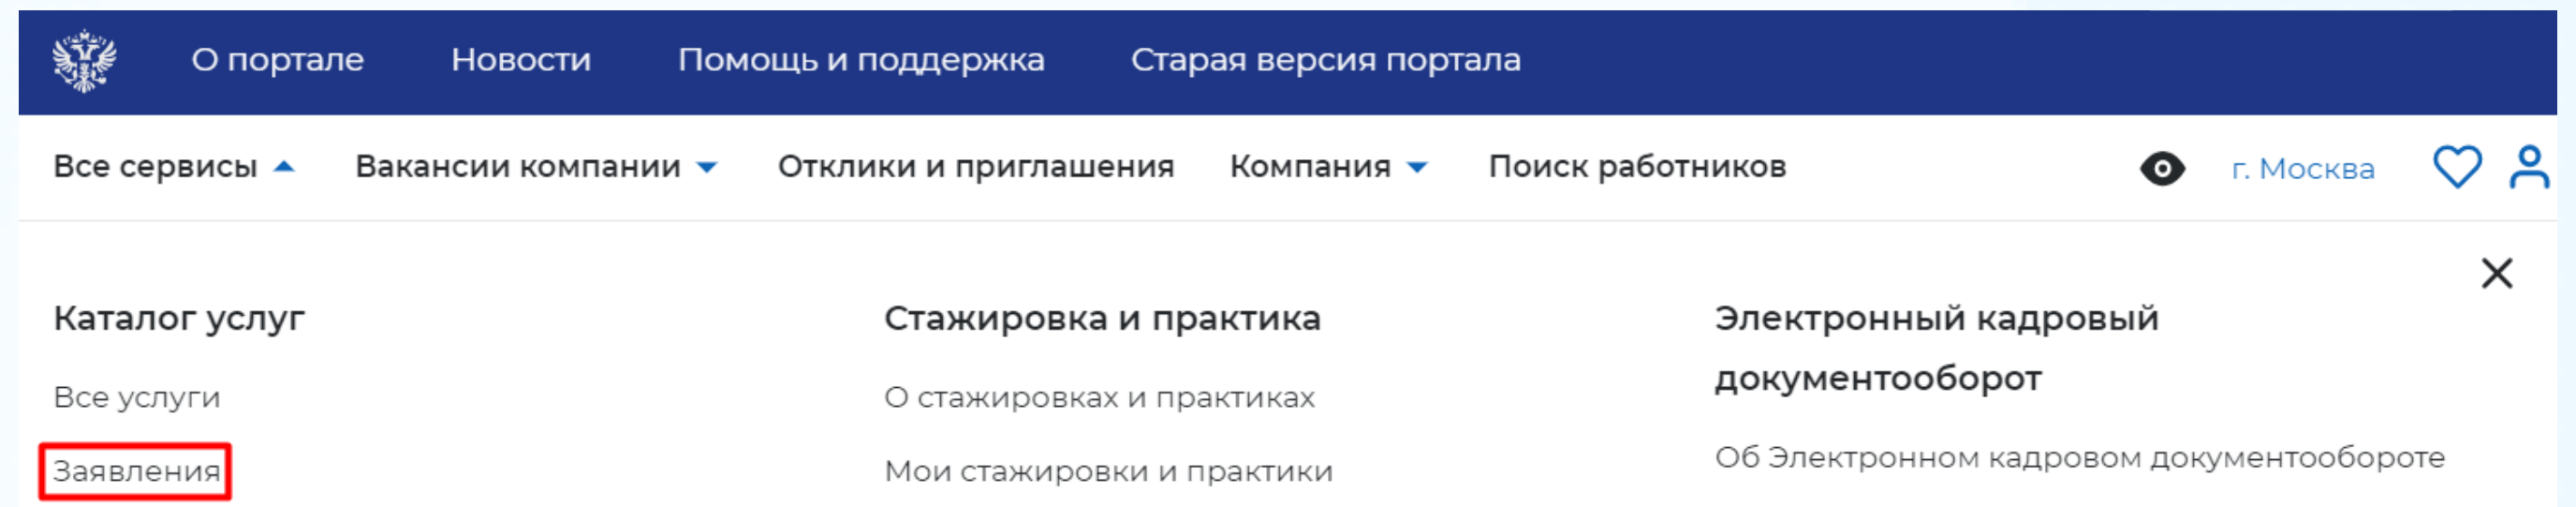 О портале Новости Помощь и поддержка Старая версия портала
Все сервисы Вакансии компании Отклики и приглашения Компания Поиск работников г. Москва
Каталог услуг
Все услуги
Заявления
Стажировка и практика
О стажировках и практиках
Мои стажировки и практики
Электронный кадровый
документооборот
Об Электронном кадровом документообороте